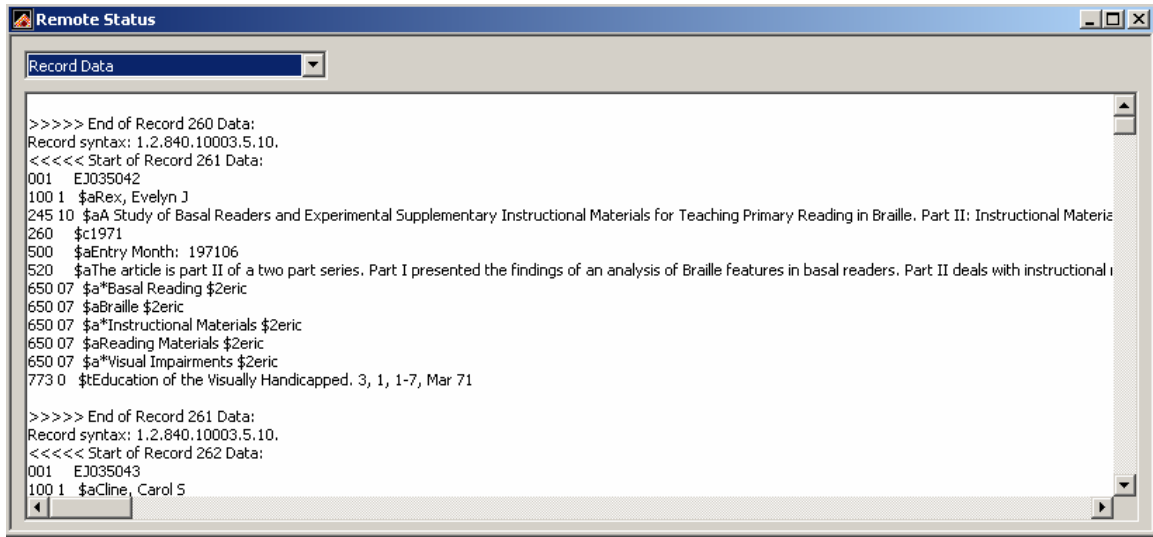 Remote Status
Record Data
>>>>> End of Record 260 Data:
Record syntax: 1.2.840.10003.5.10.
<<<<< Start of Record 261 Data:
001 EJ035042
100 1 $aRex, Evelyn J
245 10 $aA Study of Basal Readers and Experimental Supplementary Instructional Materials for Teaching Primary Reading in Braille. Part II: Instructional
260 $c1971
500 $aEntry Month: 197106
520 $aThe article is part II of a two part series. Part I presented the findings of an analysis of Braille features in basal readers. Part II deals with instructional
650 07 $a*Basal Reading $2eric
650 07 $aBraille $2eric
650 07 $a*Instructional Materials $2eric
650 07 $aReading Materials $2eric
650 07 $a*Visual Impairments $2eric
773 0 $tEducation of the Visually Handicapped. 3, 1, 1-7, Mar 71
>>>>> End of Record 261 Data:
Record syntax: 1.2.840.10003.5.10.
<<<<< Start of Record 262 Data:
001 EJ035043
100 1 $aCline, Carol S